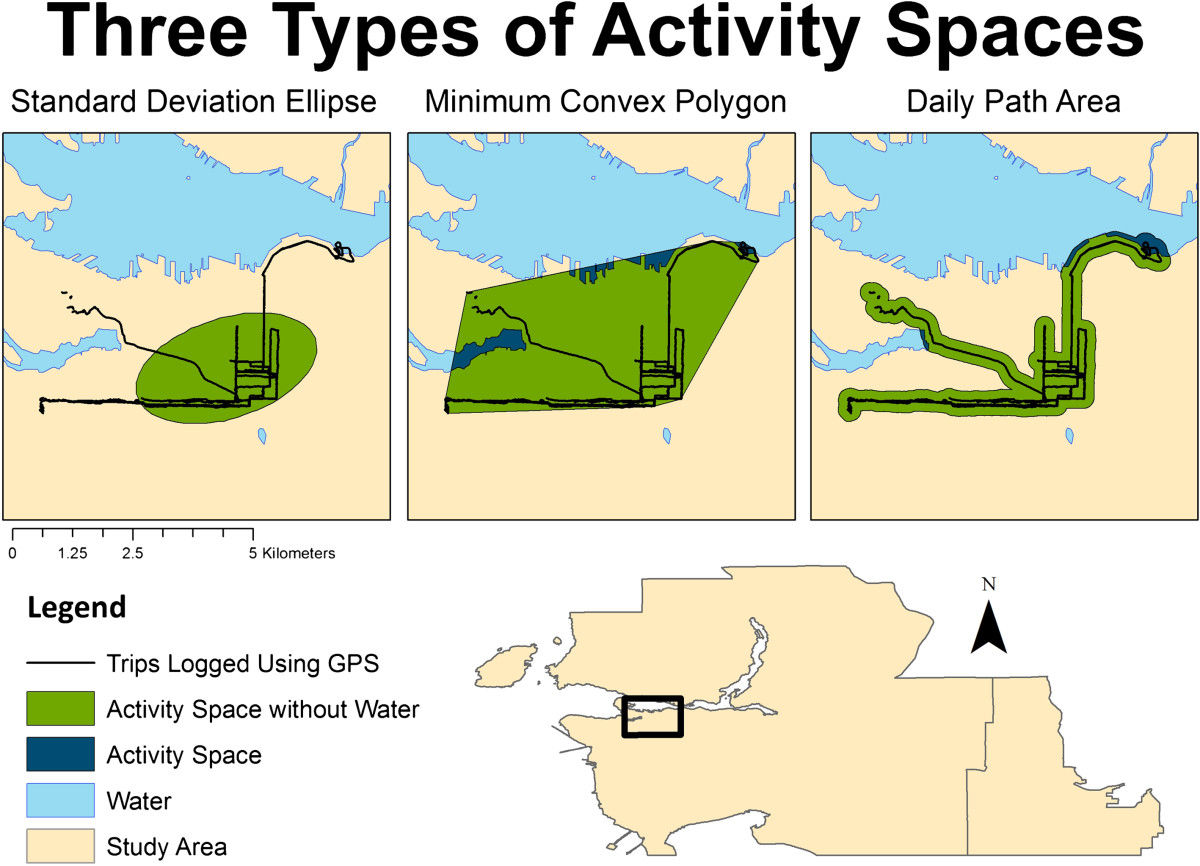 Three Types of Activity Spaces
Standard Deviation Ellipse
Minimum Convex Polygon
Daily Path Area
0 1.25 2.5 5 Kilometers
Legend
Trips Logged Using GPS
Activity Space without Water
Activity Space
Water
Study Area
N